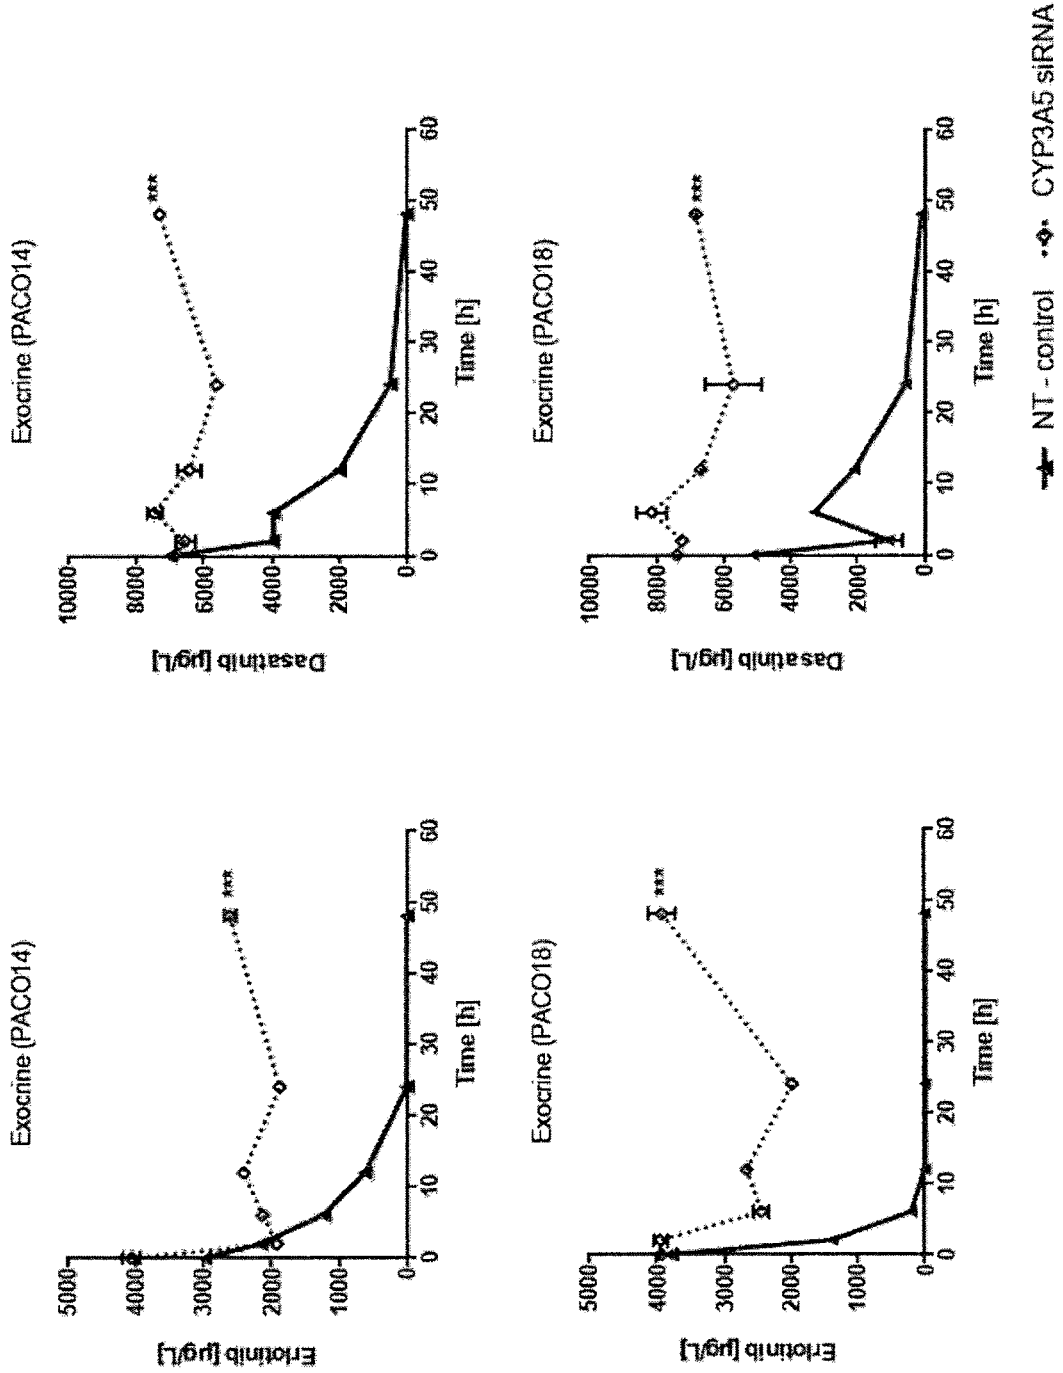 Exocrine (PACO14)
Erlotinib [µg/L]
5000
4000
3000
2000
1000
0
0 10 20 30 40 50 60
Time [h]
***
Exocrine (PACO14)
Dasatinib [µg/L]
10000
8000
6000
4000
2000
0
0 10 20 30 40 50 60
Time [h]
***
Exocrine (PACO18)
Erlotinib [µg/L]
5000
4000
3000
2000
1000
0
0 10 20 30 40 50 60
Time [h]
***
Exocrine (PACO18)
Dasatinib [µg/L]
10000
8000
6000
4000
2000
0
0 10 20 30 40 50 60
Time [h]
***
NT - control
CYP3A5 siRNA